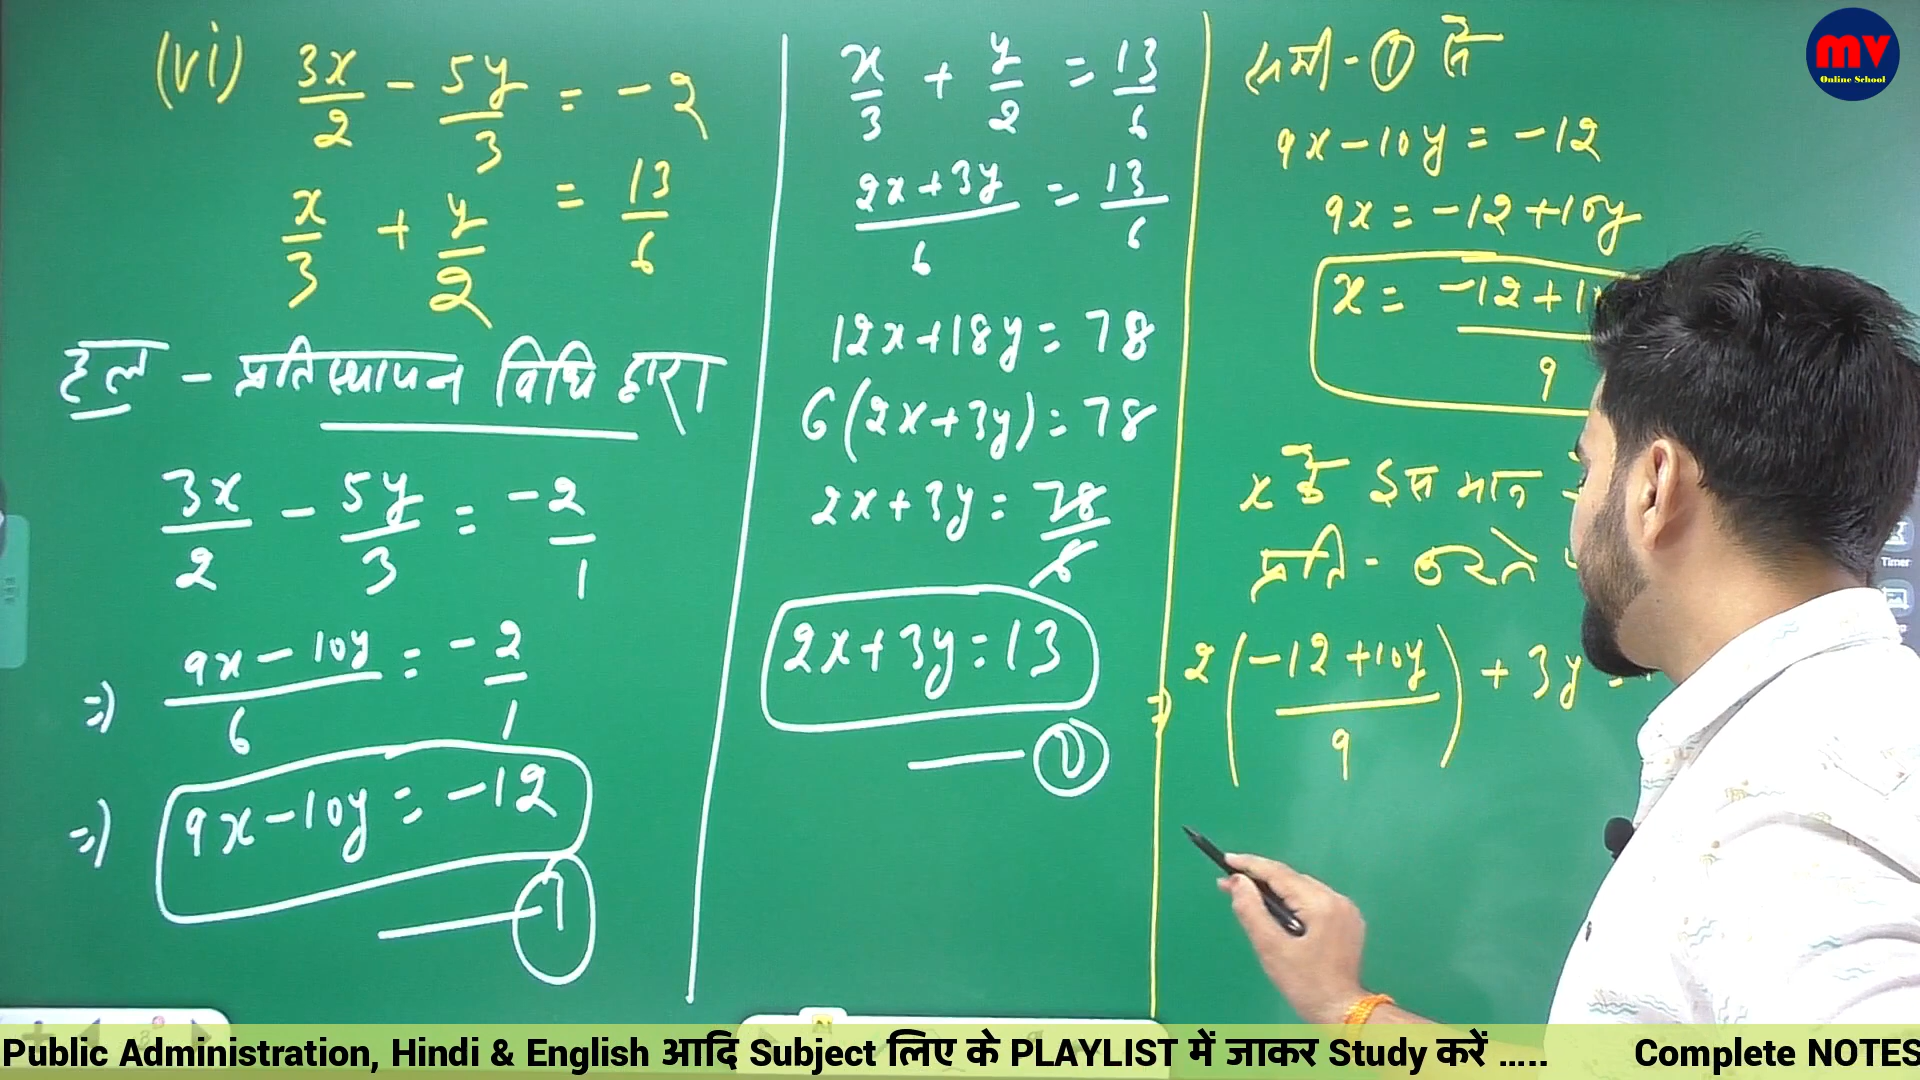 (vi) 3x/2 - 5y/3 = -2
x/3 + y/2 = 13/6
हल - प्रतिस्थापन विधि द्वारा
3x/2 - 5y/3 = -2/1
=) 9x-10y/6 = -2/1
=) 9x-10y = -12
1
x/3 + y/2 = 13/6
2x+3y/6 = 13/6
12x+18y = 78
6(2x+3y) = 78
2x+3y = 78/6
2x+3y = 13
समी - 1 से
9x-10y = -12
9x = -12+10y
x = -12+1
9
x के इस मान
प्रति - करने
=) 2(-12+10y/9) + 3y =
mv
Online School
Timer
Public Administration, Hindi & English आदि Subject लिए के PLAYLIST में जाकर Study करें ..... Complete NOTES